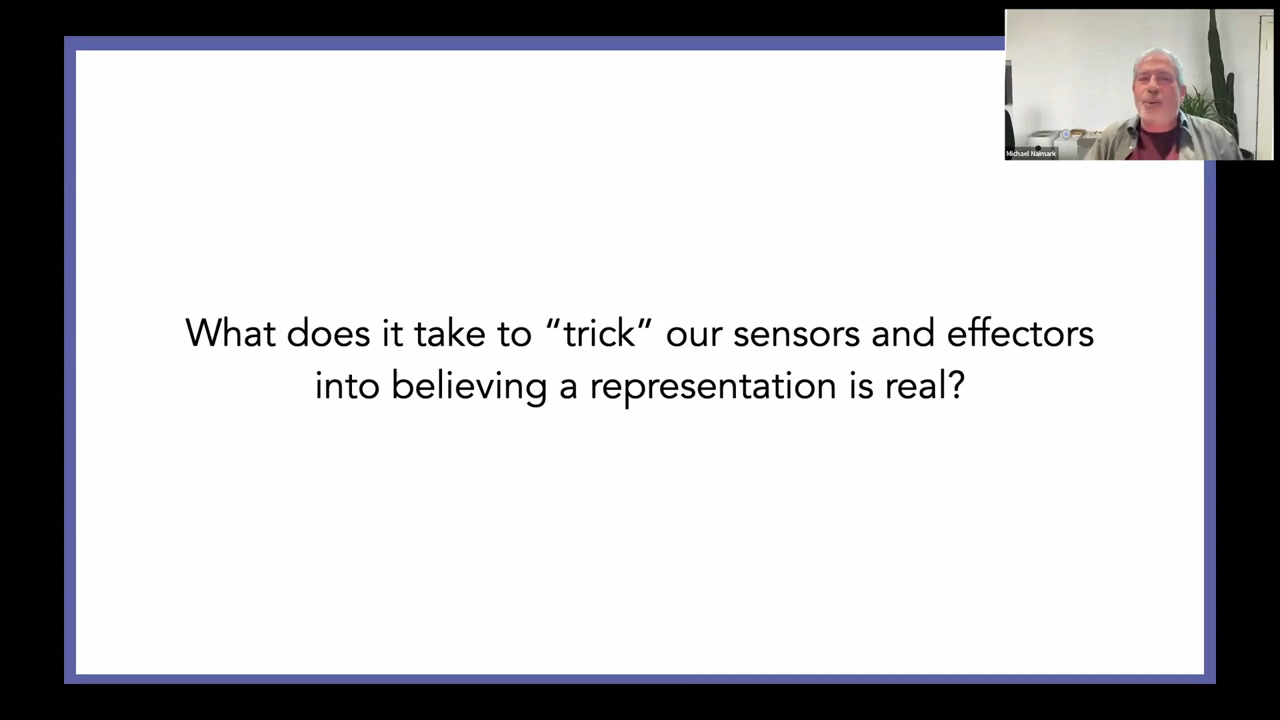 Michael Naimark
What does it take to “trick” our sensors and effectors
into believing a representation is real?